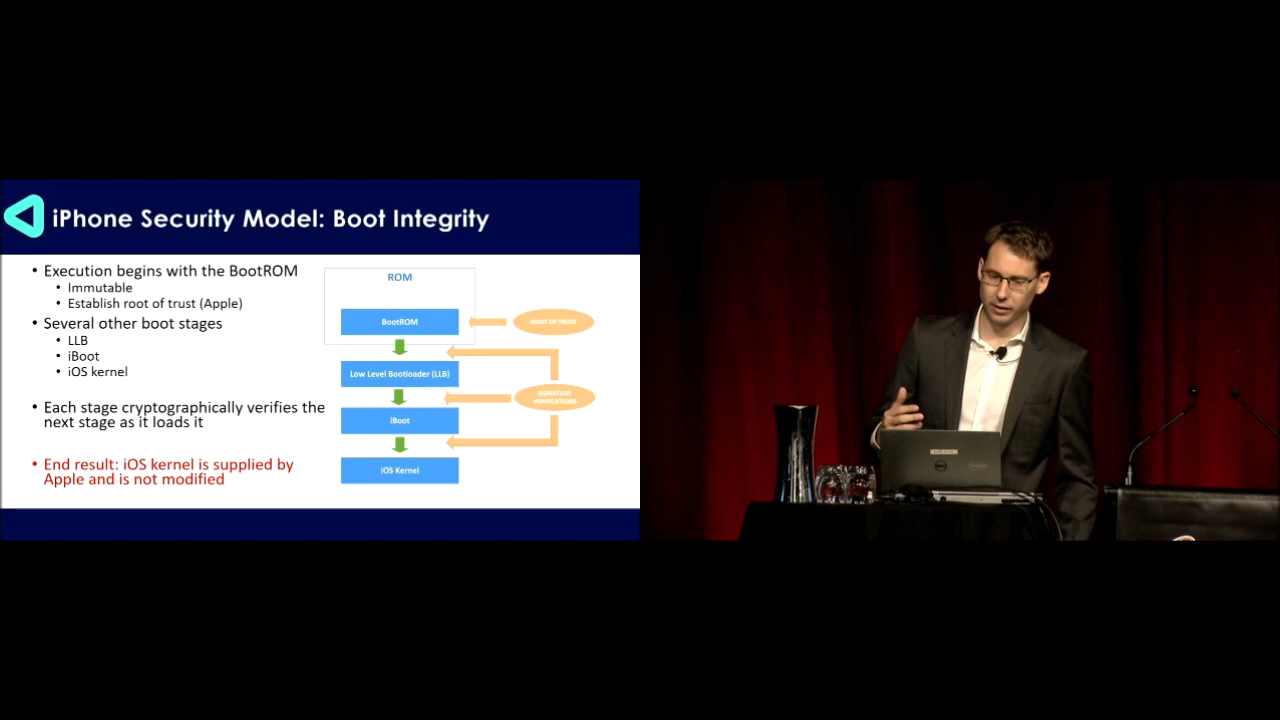 iPhone Security Model: Boot Integrity
• Execution begins with the BootROM
• Immutable
• Establish root of trust (Apple)
• Several other boot stages
• LLB
• iBoot
• iOS kernel
• Each stage cryptographically verifies the
next stage as it loads it
• End result: iOS kernel is supplied by
Apple and is not modified
ROM
BootROM
ROOT OF TRUST
Low Level Bootloader (LLB)
SIGNATURE
VERIFICATIONS
iBoot
iOS Kernel
DELL